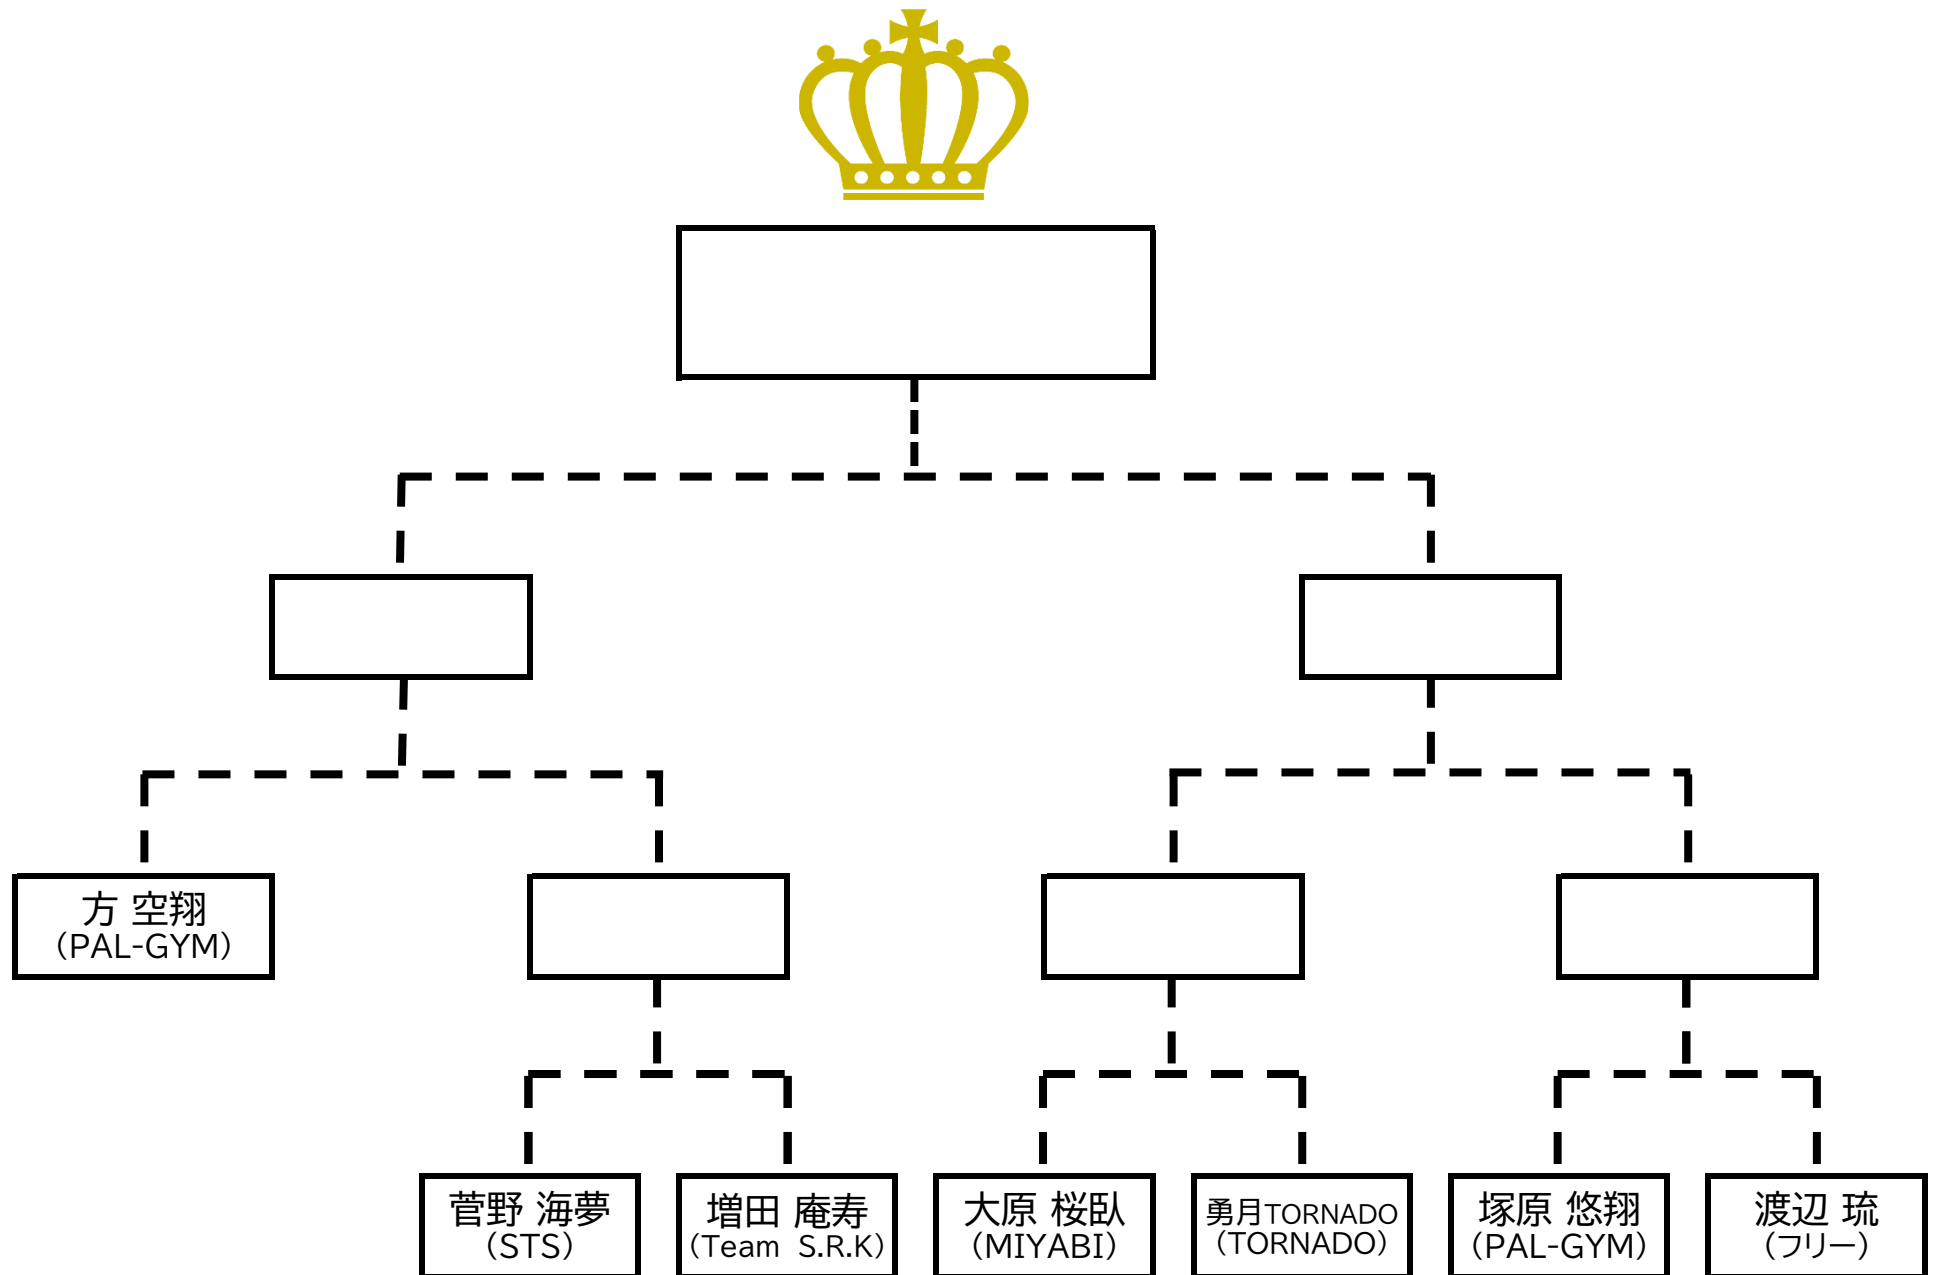 方 空翔
（PAL-GYM）
菅野 海夢
（STS）
増田 庵寿
（Team S.R.K）
大原 桜臥
（MIYABI）
勇月TORNADO
（TORNADO）
塚原 悠翔
（PAL-GYM）
渡辺 琉
（フリー）